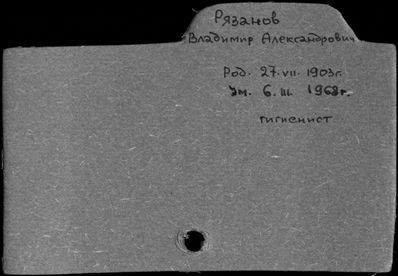 Рязанов
Владимир Александрович
Род. 27.VII.1903г.
Ум. 6.III.1968г.
гигиенист